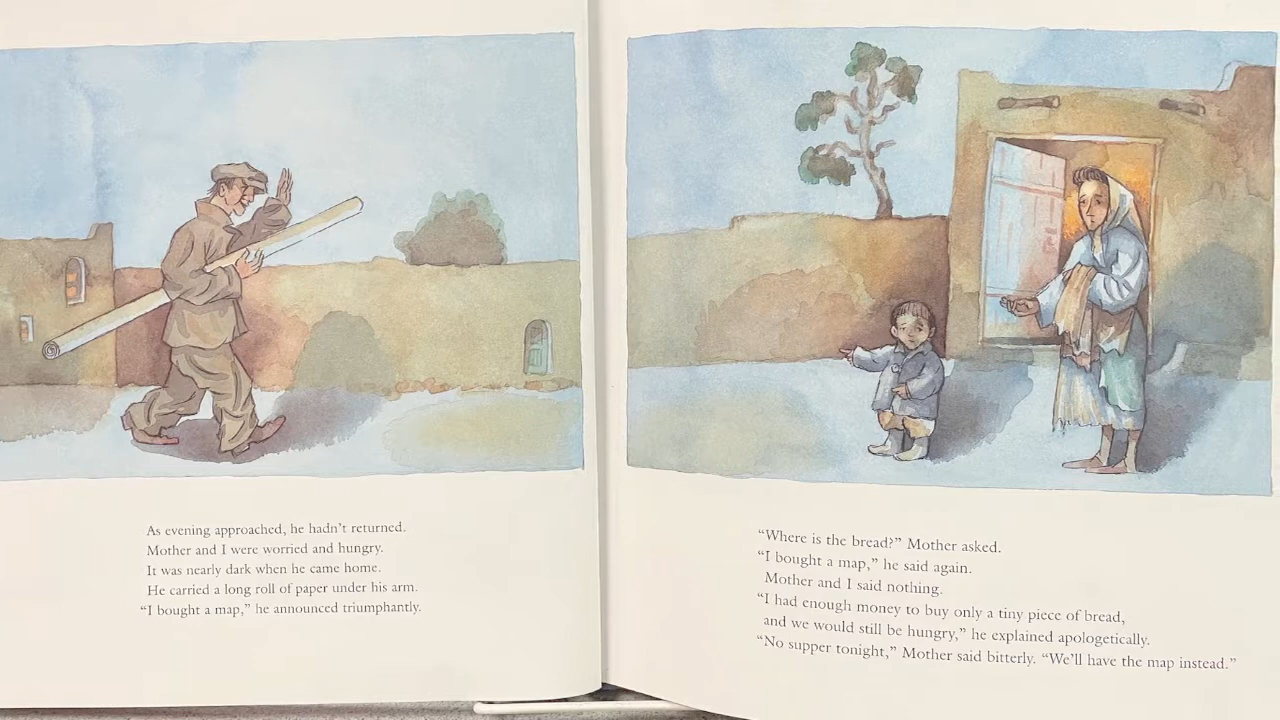 As evening approached, he hadn't returned.
Mother and I were worried and hungry.
It was nearly dark when he came home.
He carried a long roll of paper under his arm.
“I bought a map,” he announced triumphantly.
“Where is the bread?” Mother asked.
“I bought a map,” he said again.
Mother and I said nothing.
“I had enough money to buy only a tiny piece of bread,
and we would still be hungry,” he explained apologetically.
“No supper tonight,” Mother said bitterly. “We'll have the map instead.”